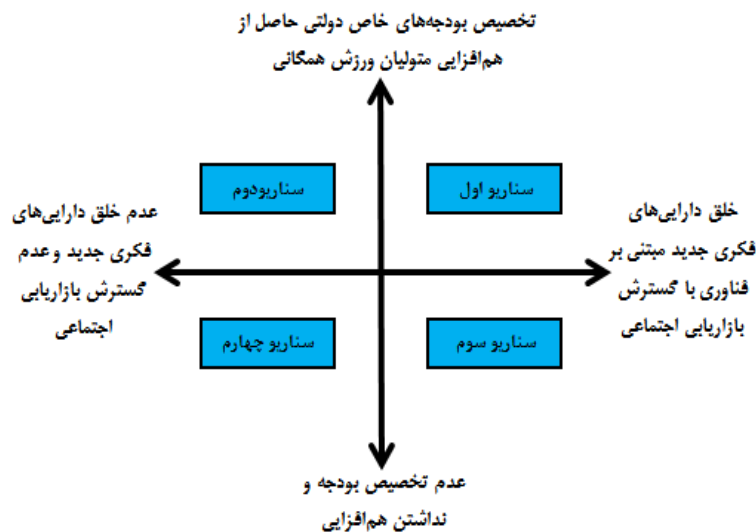 تخصیص بودجه‌های خاص دولتی حاصل از
هم‌افزایی متولیان ورزش همگانی
سناریو اول
سناریودوم
خلق دارایی‌های
فکری جدید مبتنی بر
فناوری با گسترش
بازاریابی اجتماعی
عدم خلق دارایی‌های
فکری جدید و عدم
گسترش بازاریابی
اجتماعی
سناریو سوم
سناریو چهارم
عدم تخصیص بودجه و
نداشتن هم‌افزایی